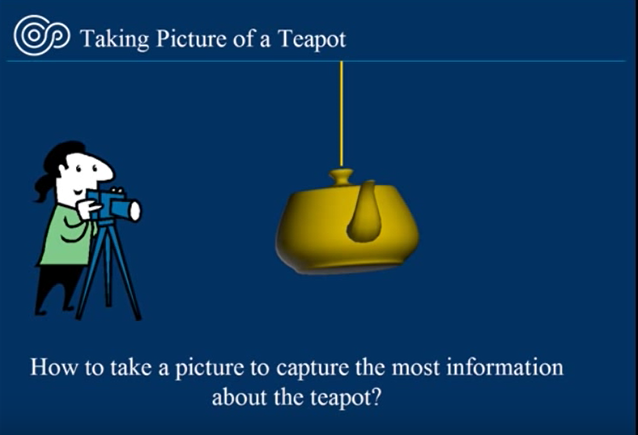 Taking Picture of a Teapot
How to take a picture to capture the most information
about the teapot?